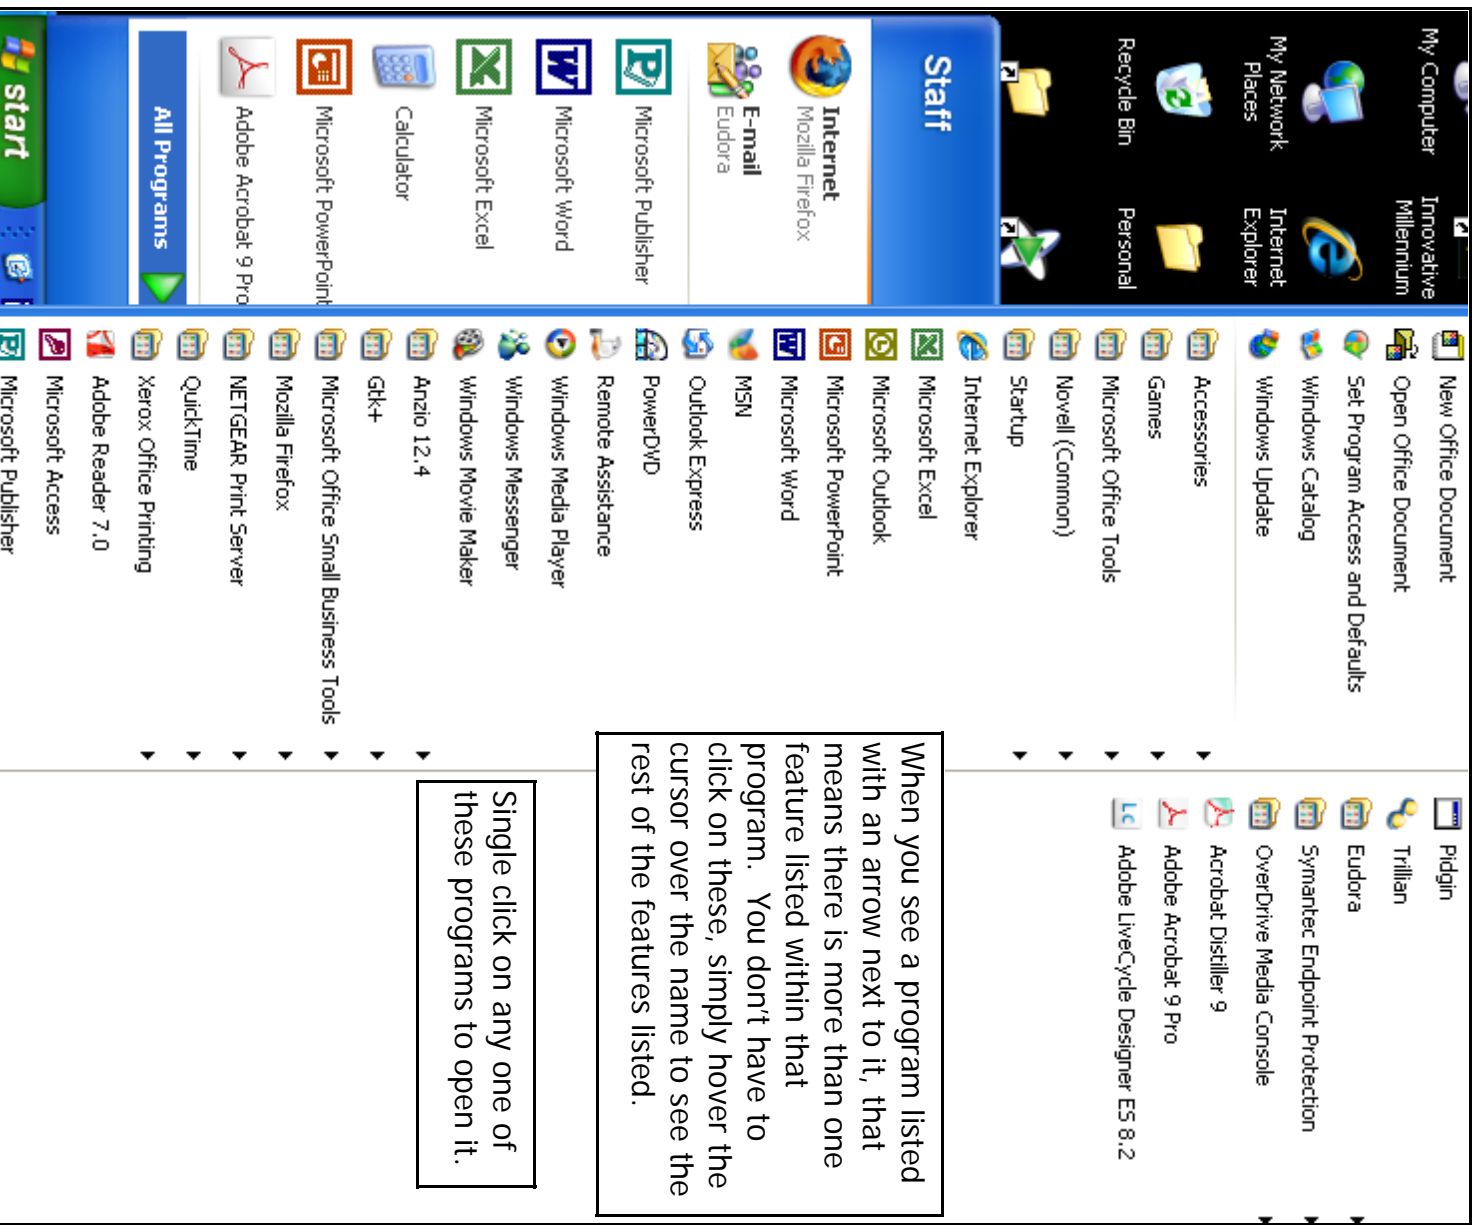 My Computer
Innovative
Millennium
My Network
Places
Internet
Explorer
Recycle Bin
Personal
Staff
Internet
Mozilla Firefox
E-mail
Eudora
Microsoft Publisher
Microsoft Word
Microsoft Excel
Calculator
Microsoft PowerPoint
Adobe Acrobat 9 Pro
All Programs
start
New Office Document
Open Office Document
Set Program Access and Defaults
Windows Catalog
Windows Update
Accessories
Games
Microsoft Office Tools
Novell (Common)
Startup
Internet Explorer
Microsoft Excel
Microsoft Outlook
Microsoft PowerPoint
Microsoft Word
MSN
Outlook Express
PowerDVD
Remote Assistance
Windows Media Player
Windows Messenger
Windows Movie Maker
Anzio 12.4
Gtk+
Microsoft Office Small Business Tools
Mozilla Firefox
NETGEAR Print Server
QuickTime
Xerox Office Printing
Adobe Reader 7.0
Microsoft Access
Microsoft Publisher
Pidgin
Trillian
Eudora
Symantec Endpoint Protection
OverDrive Media Console
Acrobat Distiller 9
Adobe Acrobat 9 Pro
Adobe LiveCycle Designer ES 8.2
When you see a program listed
with an arrow next to it, that
means there is more than one
feature listed within that
program. You don't have to
click on these, simply hover the
cursor over the name to see the
rest of the features listed.
Single click on any one of
these programs to open it.